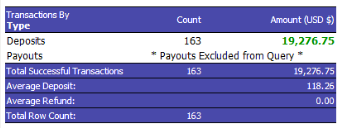 Transactions By
Type Count Amount (USD $)
Deposits 163 19,276.75
Payouts * Payouts Excluded from Query *
Total Successful Transactions 163 19,276.75
Average Deposit: 118.26
Average Refund: 0.00
Total Row Count: 163